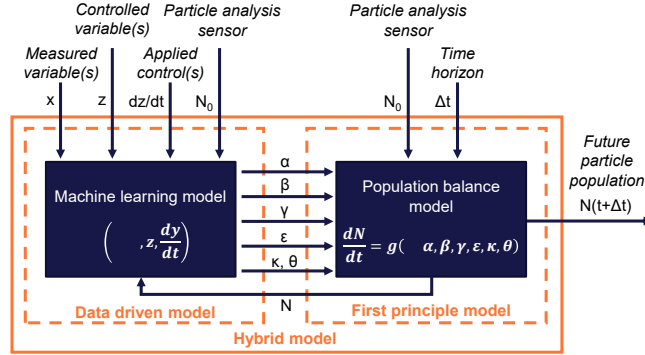 Controlled variable(s)
Particle analysis sensor
Particle analysis sensor
Measured variable(s)
Applied control(s)
Time horizon
x
z
dz/dt
N₀
N₀
Δt
Machine learning model
( , z, dy/dt )
α
β
γ
ε
κ, θ
N
Population balance model
dN/dt = g( α, β, γ, ε, κ, θ)
Future particle population
N(t+Δt)
Data driven model
First principle model
Hybrid model